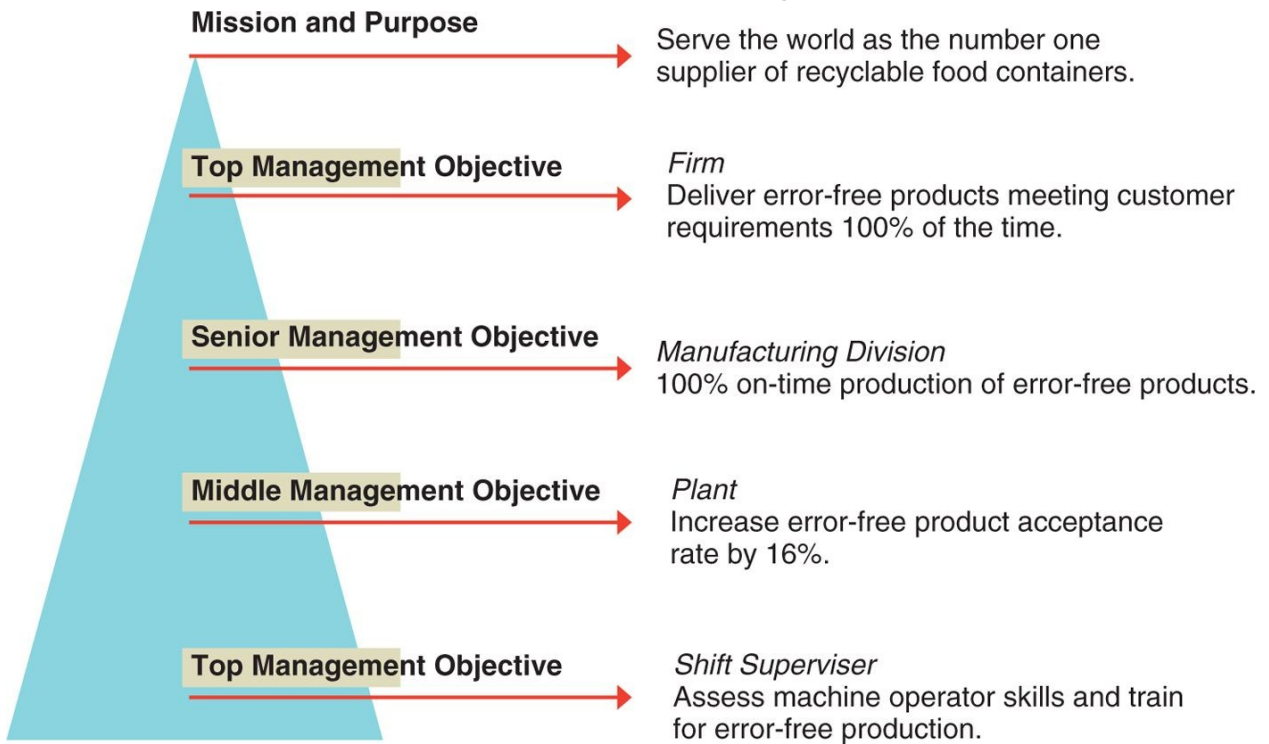 Mission and Purpose
Serve the world as the number one
supplier of recyclable food containers.
Top Management Objective
Firm
Deliver error-free products meeting customer
requirements 100% of the time.
Senior Management Objective
Manufacturing Division
100% on-time production of error-free products.
Middle Management Objective
Plant
Increase error-free product acceptance
rate by 16%.
Top Management Objective
Shift Superviser
Assess machine operator skills and train
for error-free production.